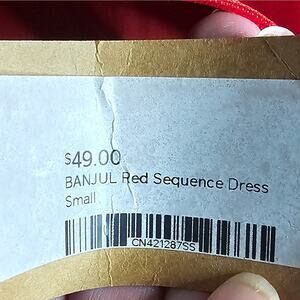 $49.00
BANJUL Red Sequence Dress
Small
CN421287SS